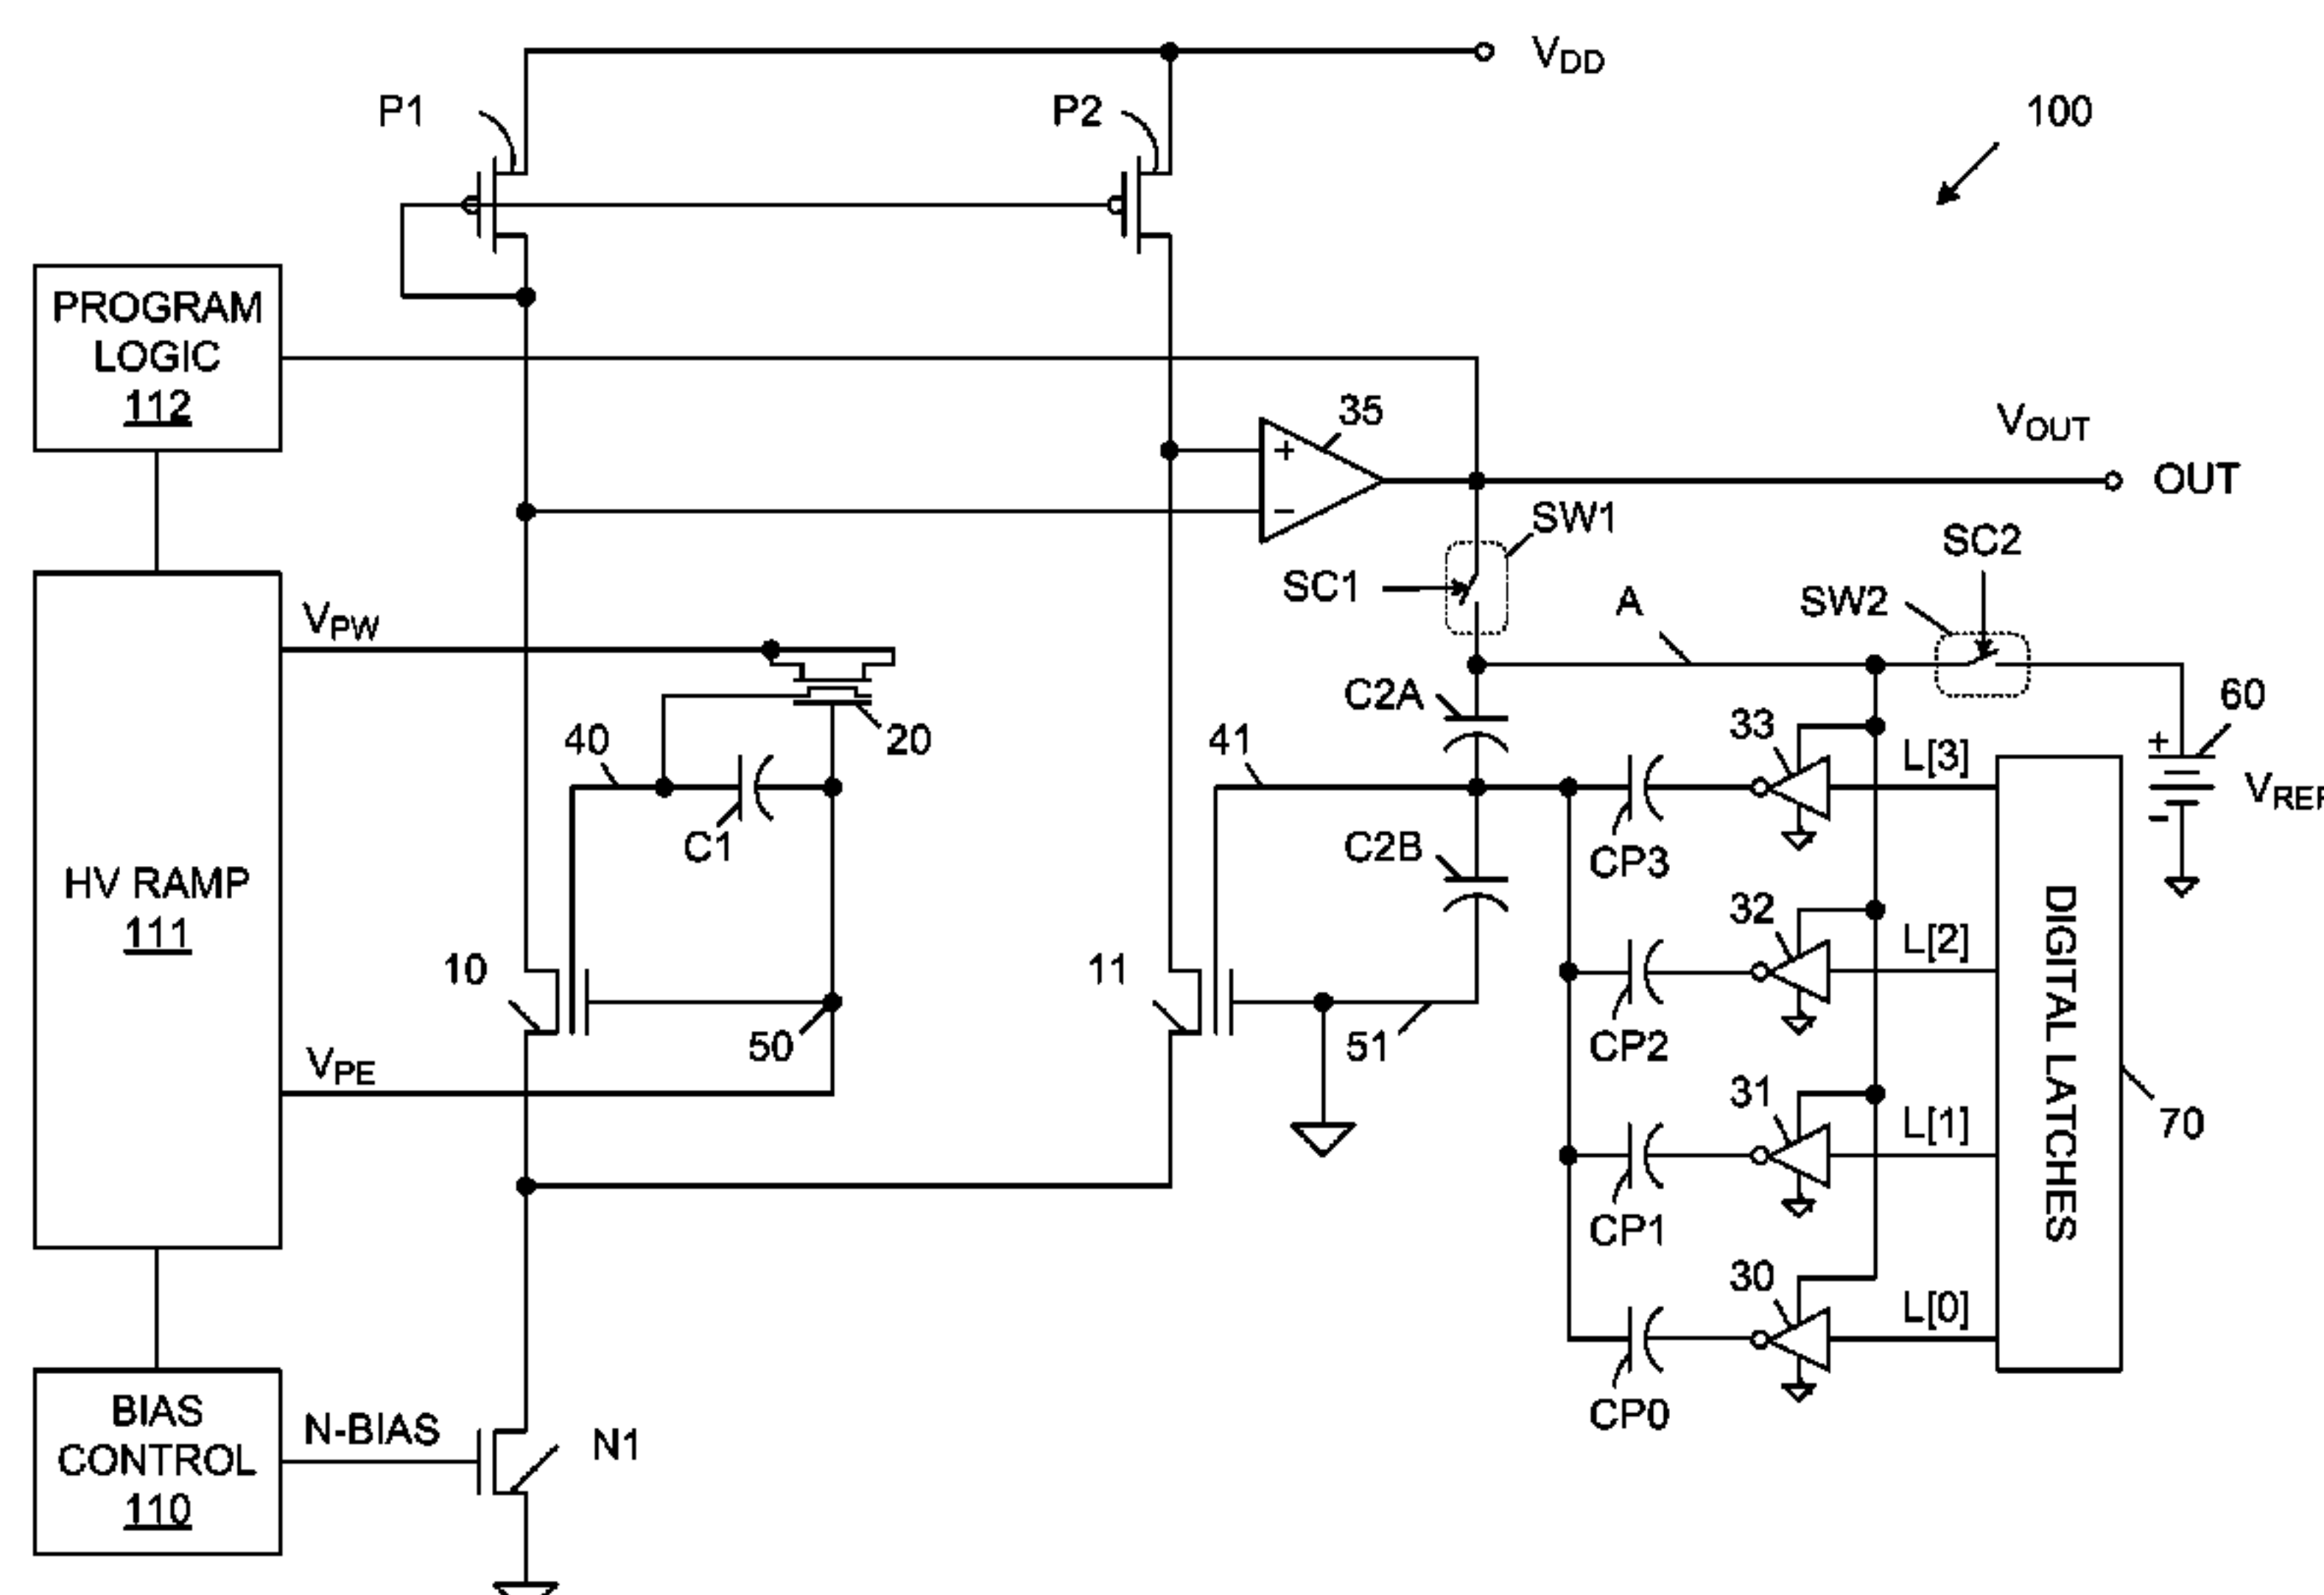 VDD
P1
P2
100
PROGRAM
LOGIC
112
35
VOUT
OUT
SW1
SC2
SC1
A
SW2
VPW
C2A
60
20
33
40
41
L[3]
VREF
C1
C2B
CP3
HV RAMP
111
32
L[2]
10
11
50
51
CP2
VPE
31
L[1]
70
DIGITAL LATCHES
CP1
30
L[0]
BIAS
CONTROL
110
N-BIAS
N1
CP0